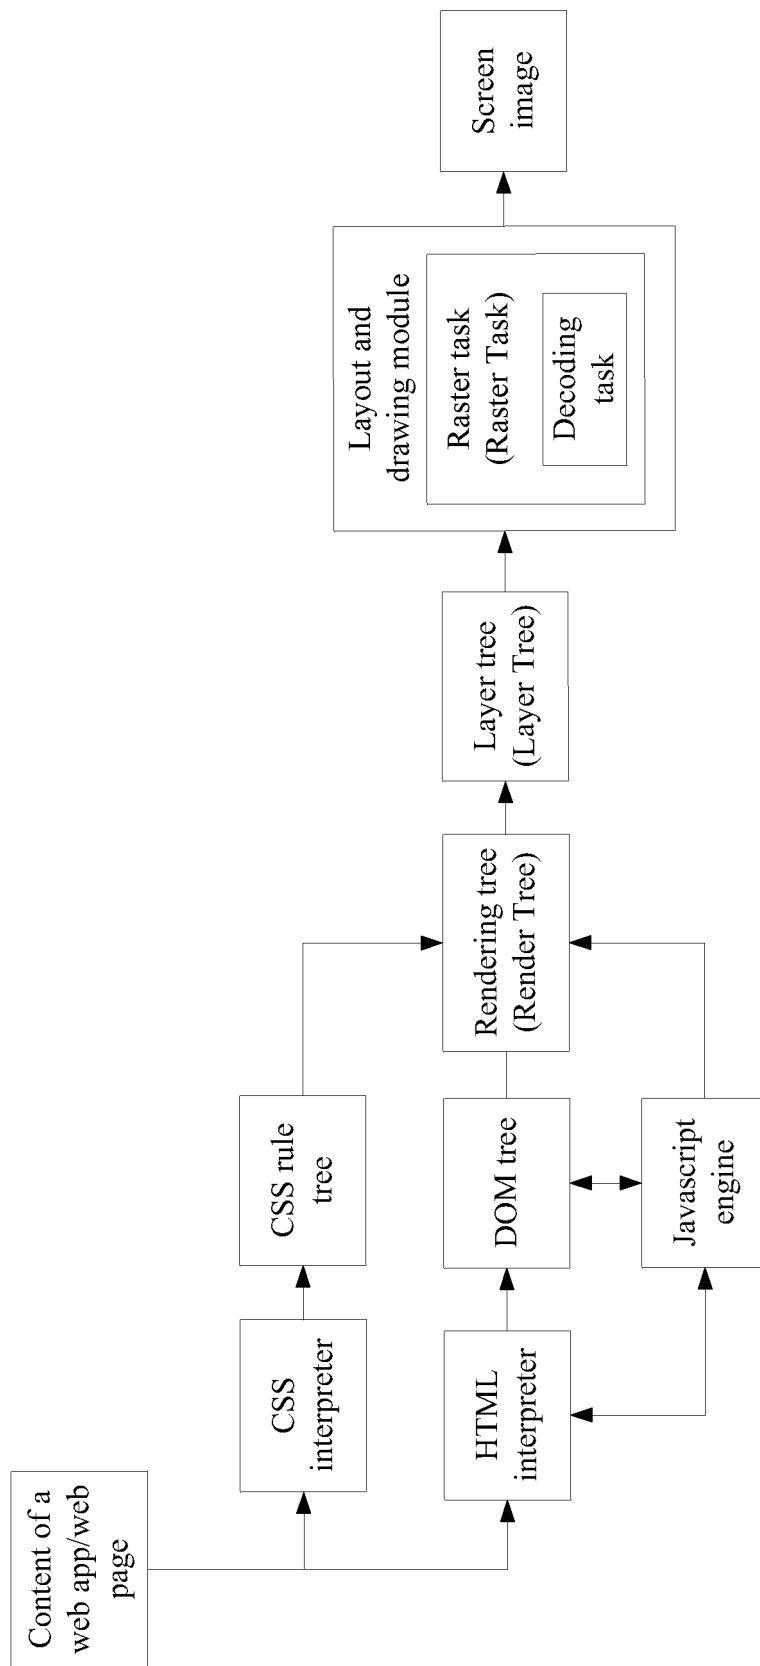 Content of a
web app/web
page
CSS
interpreter
CSS rule
tree
HTML
interpreter
DOM tree
Javascript
engine
Rendering tree
(Render Tree)
Layer tree
(Layer Tree)
Layout and
drawing module
Raster task
(Raster Task)
Decoding
task
Screen
image